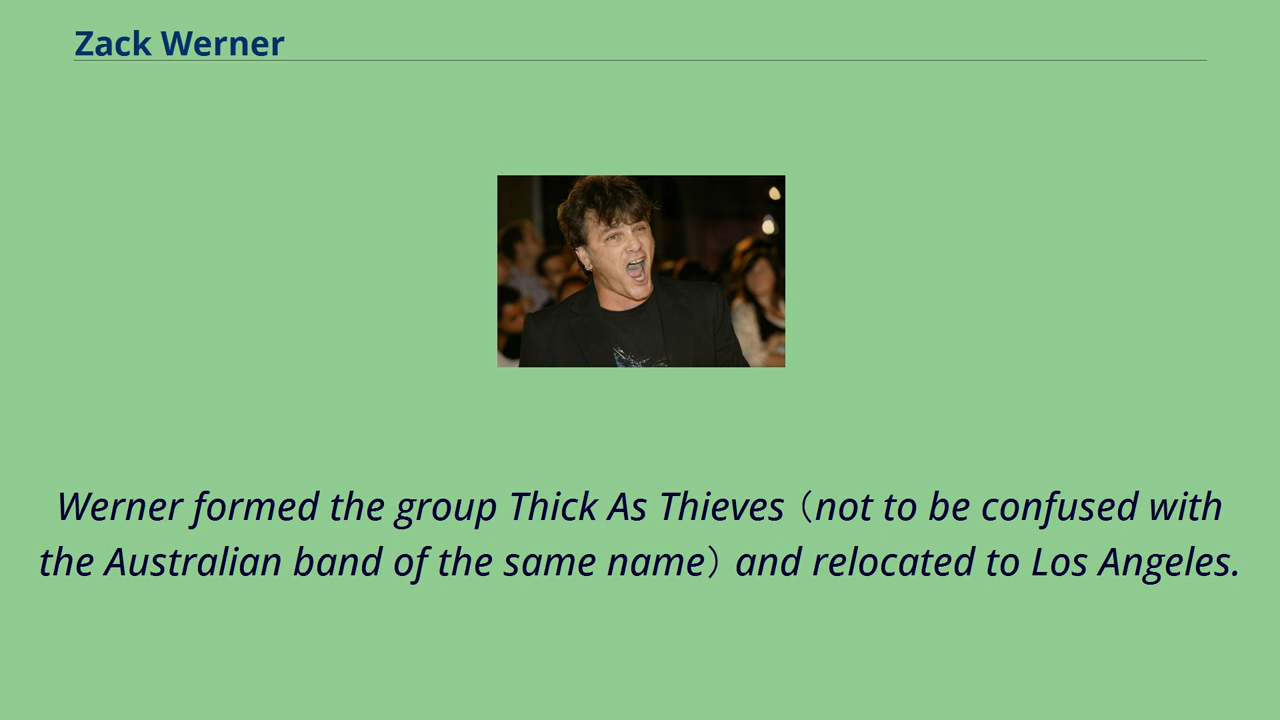 Zack Werner
Werner formed the group Thick As Thieves (not to be confused with
the Australian band of the same name) and relocated to Los Angeles.